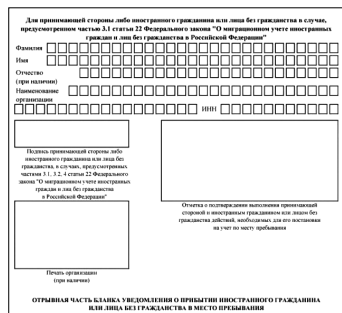 Для принимающей стороны либо иностранного гражданина или лица без гражданства в случае,
предусмотренном частью 3.1 статьи 22 Федерального закона "О миграционном учете иностранных
граждан и лиц без гражданства в Российской Федерации"
Фамилия
Имя
Отчество
(при наличии)
Наименование
организации
ИНН
Подпись принимающей стороны либо
иностранного гражданина или лица без
гражданства, в случаях, предусмотренных
частями 3.1, 3.2, 4 статьи 22 Федерального
закона "О миграционном учете иностранных
граждан и лиц без гражданства
в Российской Федерации"
Отметка о подтверждении выполнения принимающей
стороной и иностранным гражданином или лицом без
гражданства действий, необходимых для его постановки
на учет по месту пребывания
Печать организации
(при наличии)
ОТРЫВНАЯ ЧАСТЬ БЛАНКА УВЕДОМЛЕНИЯ О ПРИБЫТИИ ИНОСТРАННОГО ГРАЖДАНИНА
ИЛИ ЛИЦА БЕЗ ГРАЖДАНСТВА В МЕСТО ПРЕБЫВАНИЯ